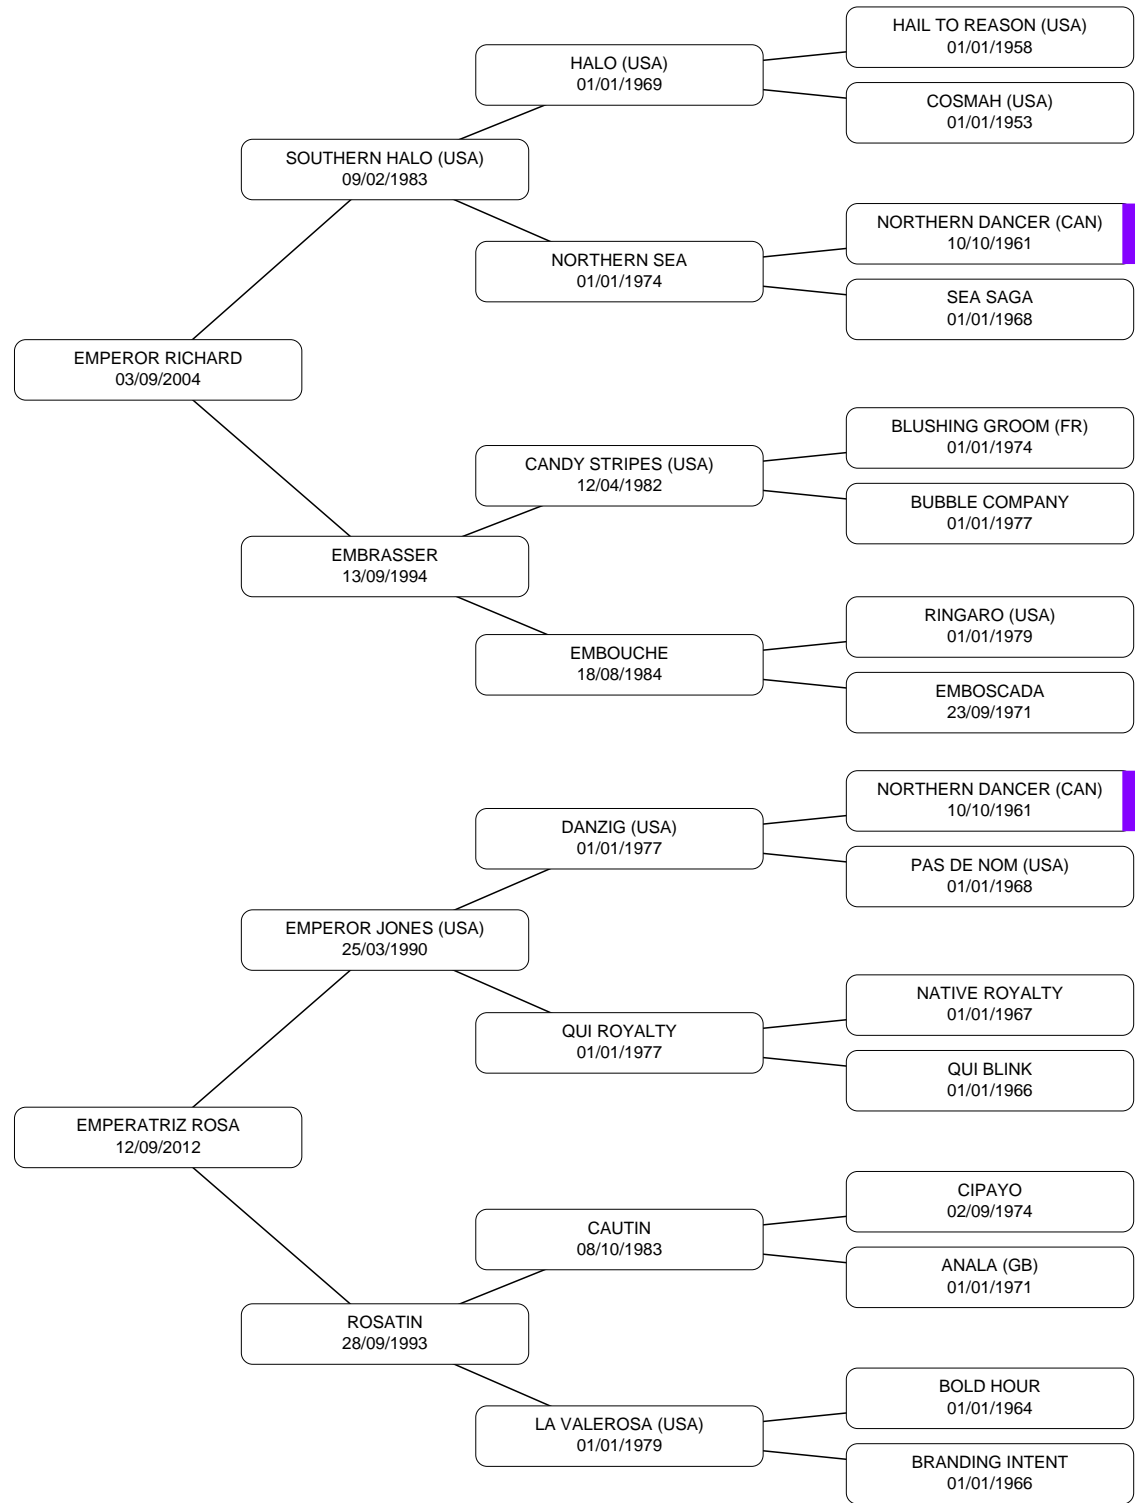 HAIL TO REASON (USA)
01/01/1958
HALO (USA)
01/01/1969
COSMAH (USA)
01/01/1953
SOUTHERN HALO (USA)
09/02/1983
NORTHERN DANCER (CAN)
10/10/1961
NORTHERN SEA
01/01/1974
SEA SAGA
01/01/1968
EMPEROR RICHARD
03/09/2004
BLUSHING GROOM (FR)
01/01/1974
CANDY STRIPES (USA)
12/04/1982
BUBBLE COMPANY
01/01/1977
EMBRASSER
13/09/1994
RINGARO (USA)
01/01/1979
EMBOUCHE
18/08/1984
EMBOSCADA
23/09/1971
NORTHERN DANCER (CAN)
10/10/1961
DANZIG (USA)
01/01/1977
PAS DE NOM (USA)
01/01/1968
EMPEROR JONES (USA)
25/03/1990
NATIVE ROYALTY
01/01/1967
QUI ROYALTY
01/01/1977
QUI BLINK
01/01/1966
EMPERATRIZ ROSA
12/09/2012
CIPAYO
02/09/1974
CAUTIN
08/10/1983
ANALA (GB)
01/01/1971
ROSATIN
28/09/1993
BOLD HOUR
01/01/1964
LA VALEROSA (USA)
01/01/1979
BRANDING INTENT
01/01/1966